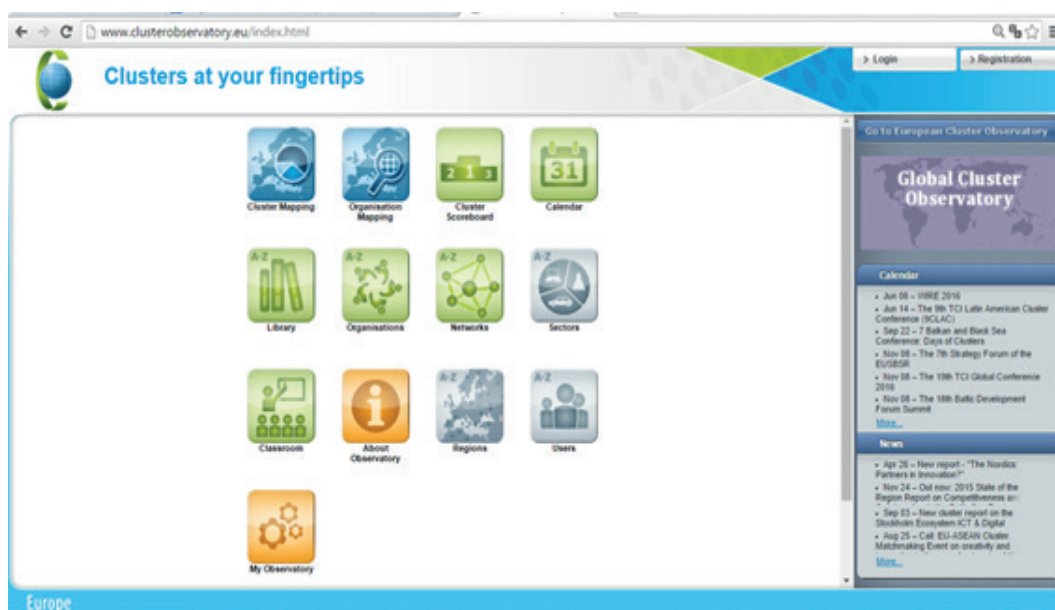 www.clusterobservatory.eu/index.html
Clusters at your fingertips
> Login
> Registration
Cluster Mapping
Organisation
Mapping
2 1 3
Cluster
Scoreboard
31
Calendar
A-Z
Library
A-Z
Organisations
A-Z
Networks
A-Z
Sectors
Classroom
About
Observatory
A-Z
Regions
A-Z
Users
My Observatory
Go to European Cluster Observatory
Global Cluster
Observatory
Calendar
Jun 08 – WIRE 2016
Jun 14 – The 9th TCI Latin American Cluster
Conference (9CLAC)
Sep 22 – 7 Balkan and Black Sea
Conference: Days of Clusters
Nov 08 – The 7th Strategy Forum of the
EUSBSR
Nov 08 – The 19th TCI Global Conference
2016
Nov 08 – The 18th Baltic Development
Forum Summit
More...
News
Apr 26 – New report - "The Nordics:
Partners in Innovation?"
Nov 24 – Out now: 2015 State of the
Region Report on Competitiveness and
Sep 03 – New cluster report on the
Stockholm Ecosystem ICT & Digital
Aug 25 – Call: EU-ASEAN Cluster
Matchmaking Event on creativity and
More...
Europe